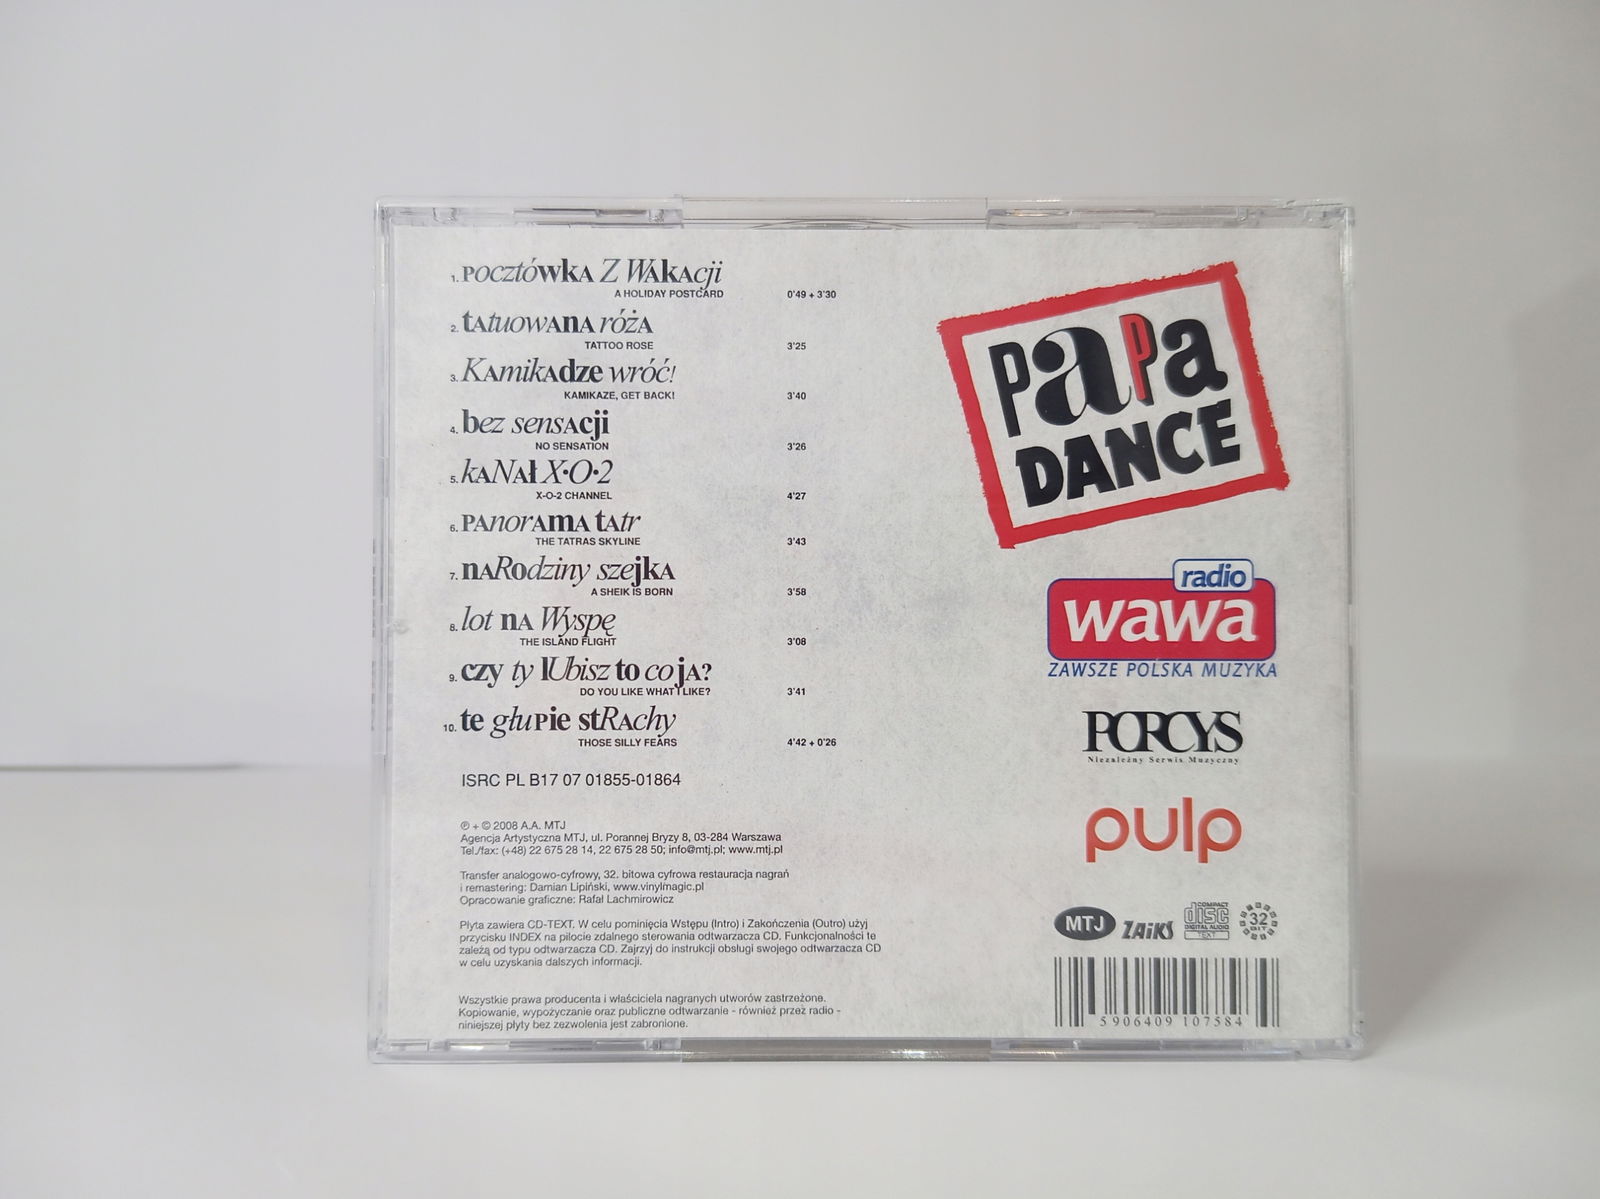 1. Pocztówka Z Wakacji
A HOLIDAY POSTCARD 0'49 + 3'30
2. tAtuowAnA różA
TATTOO ROSE 3'25
3. KAmikAdze wróć!
KAMIKAZE, GET BACK! 3'40
4. bez sensAcji
NO SENSATION 3'26
5. kaNAł X•O•2
X-O-2 CHANNEL 4'27
6. PAnorAmA tAtr
THE TATRAS SKYLINE 3'43
7. nARodziny szejkA
A SHEIK IS BORN 3'58
8. lot nA Wyspę
THE ISLAND FLIGHT 3'08
9. czy ty lUbisz to co jA?
DO YOU LIKE WHAT I LIKE? 3'41
10. te głuPie stRAchy
THOSE SILLY FEARS 4'42 + 0'26
ISRC PL B17 07 01855-01864
℗ + © 2008 A.A. MTJ
Agencja Artystyczna MTJ, ul. Porannej Bryzy 8, 03-284 Warszawa
Tel./fax: (+48) 22 675 28 14, 22 675 28 50; info@mtj.pl; www.mtj.pl
Transfer analogowo-cyfrowy, 32. bitowa cyfrowa restauracja nagrań
i remastering: Damian Lipiński, www.vinylmagic.pl
Opracowanie graficzne: Rafał Lachmirowicz
Płyta zawiera CD-TEXT. W celu pominięcia Wstępu (Intro) i Zakończenia (Outro) użyj
przycisku INDEX na pilocie zdalnego sterowania odtwarzacza CD. Funkcjonalności te
zależą od typu odtwarzacza CD. Zajrzyj do instrukcji obsługi swojego odtwarzacza CD
w celu uzyskania dalszych informacji.
Wszystkie prawa producenta i właściciela nagranych utworów zastrzeżone.
Kopiowanie, wypożyczanie oraz publiczne odtwarzanie - również przez radio -
niniejszej płyty bez zezwolenia jest zabronione.
PaPa
DANCE
radio
wawa
ZAWSZE POLSKA MUZYKA
PORCYS
Niezależny Serwis Muzyczny
pulp
MTJ ZAiKS COMPACT disc DIGITAL AUDIO TEXT 32 BIT
5 906409 107584